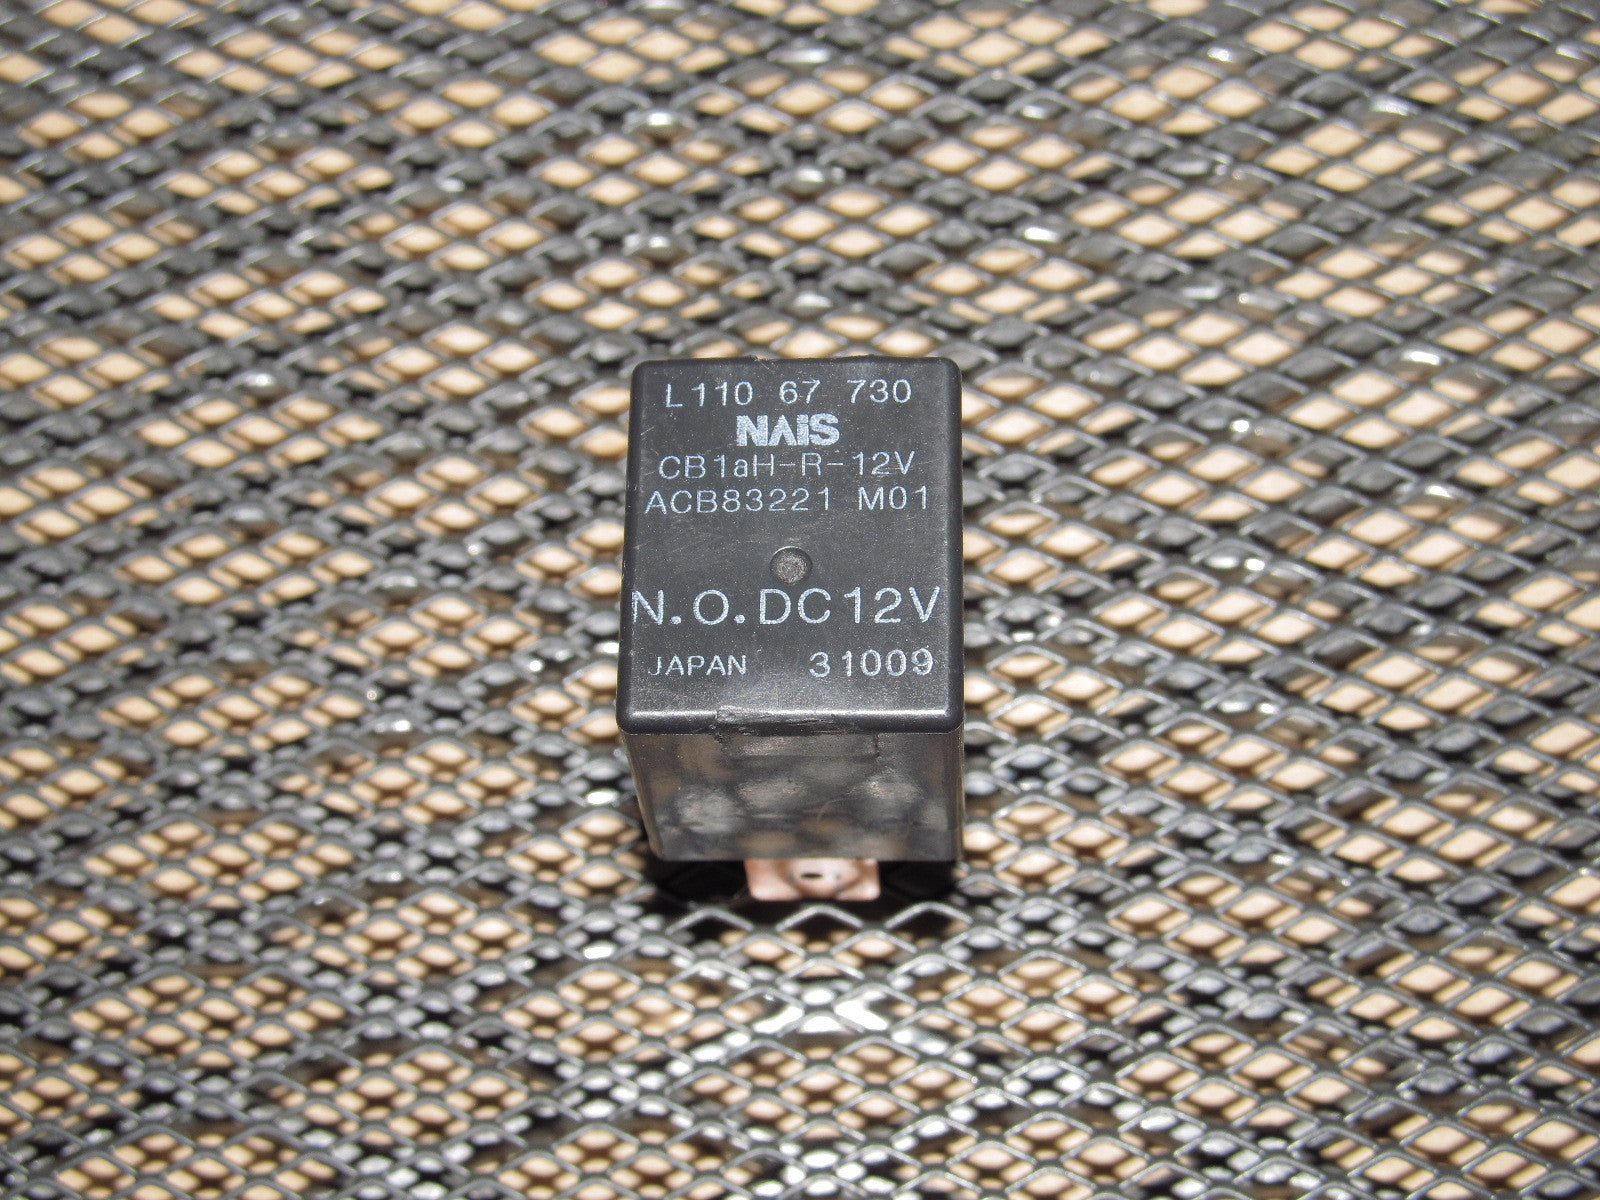 L110 67 730
NAiS
CB1aH-R-12V
ACB83221 M01
N.O.DC12V
JAPAN 31009